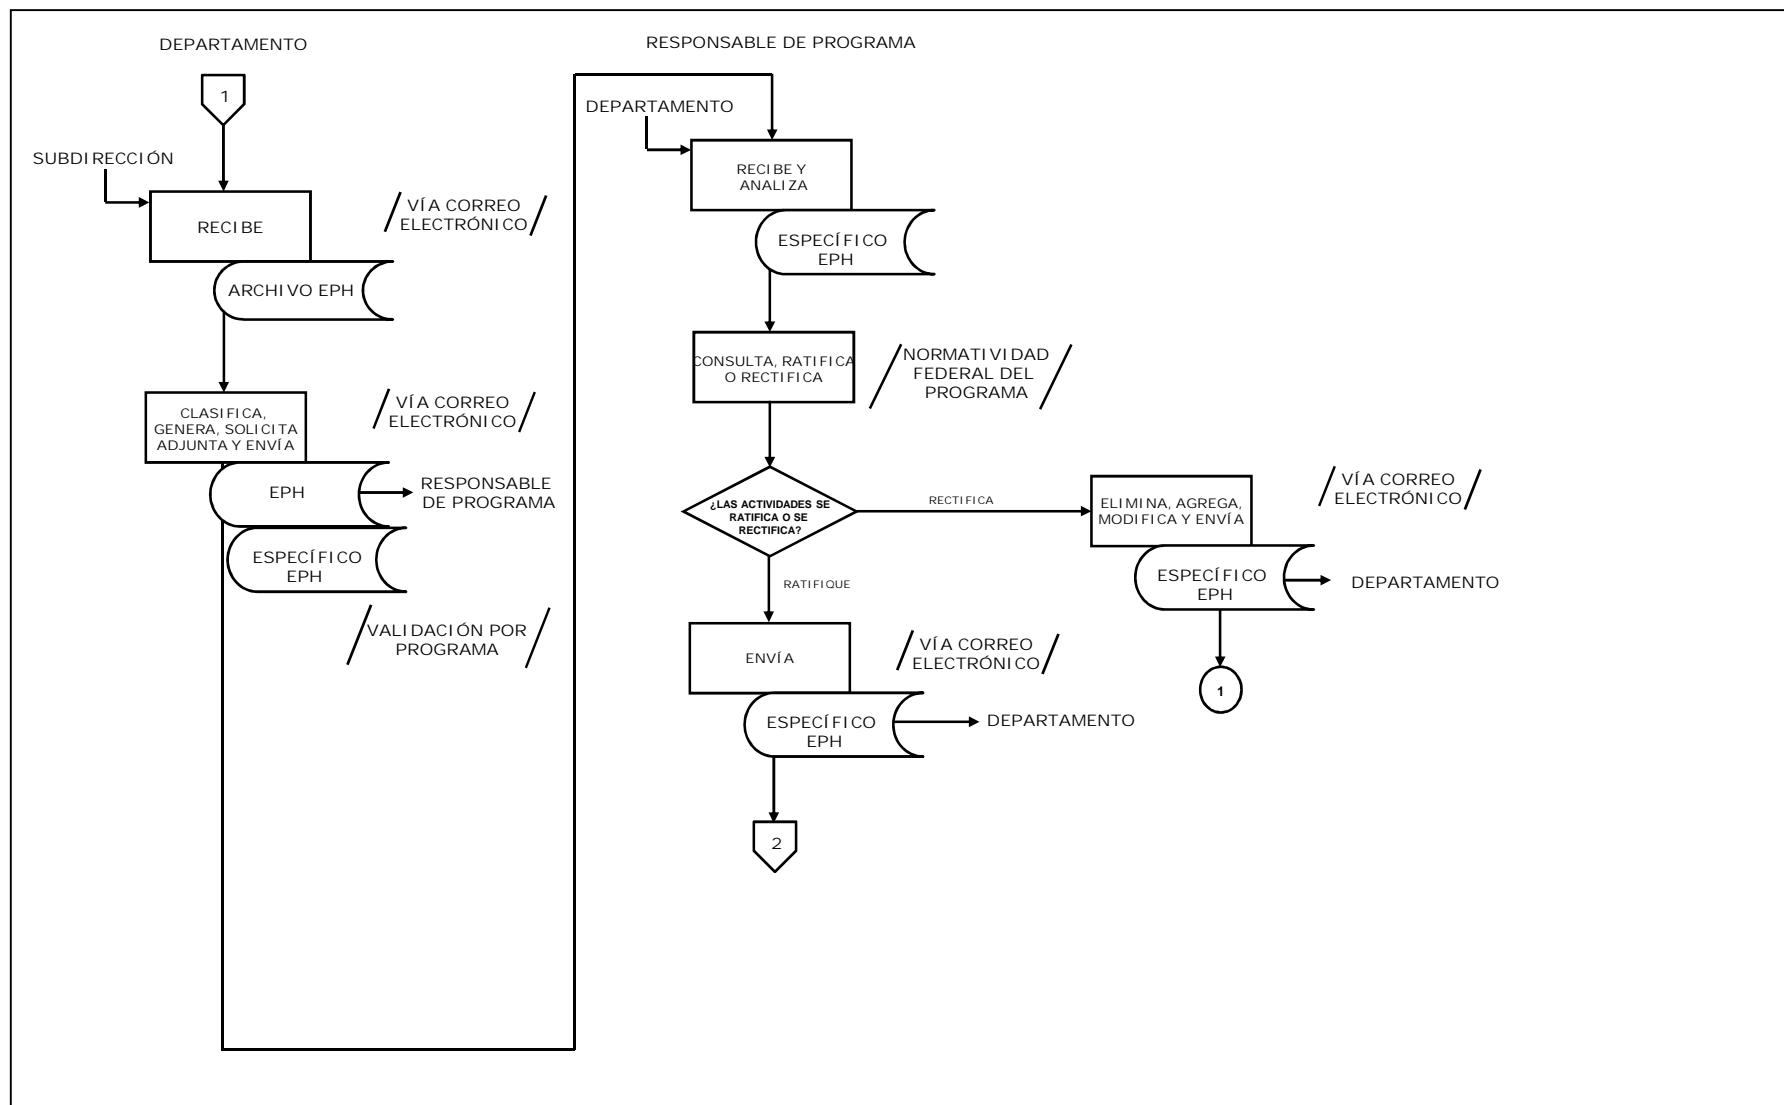 DEPARTAMENTO
1
SUBDIRECCIÓN
RECIBE
VÍA CORREO
ELECTRÓNICO
ARCHIVO EPH
CLASIFICA,
GENERA, SOLICITA
ADJUNTA Y ENVÍA
VÍA CORREO
ELECTRÓNICO
EPH
RESPONSABLE
DE PROGRAMA
ESPECÍFICO
EPH
VALIDACIÓN POR
PROGRAMA
RESPONSABLE DE PROGRAMA
DEPARTAMENTO
RECIBE Y
ANALIZA
ESPECÍFICO
EPH
CONSULTA, RATIFICA
O RECTIFICA
NORMATIVIDAD
FEDERAL DEL
PROGRAMA
¿LAS ACTIVIDADES SE
RATIFICA O SE
RECTIFICA?
RECTIFICA
ELIMINA, AGREGA,
MODIFICA Y ENVÍA
VÍA CORREO
ELECTRÓNICO
ESPECÍFICO
EPH
DEPARTAMENTO
1
RATIFIQUE
ENVÍA
VÍA CORREO
ELECTRÓNICO
ESPECÍFICO
EPH
DEPARTAMENTO
2